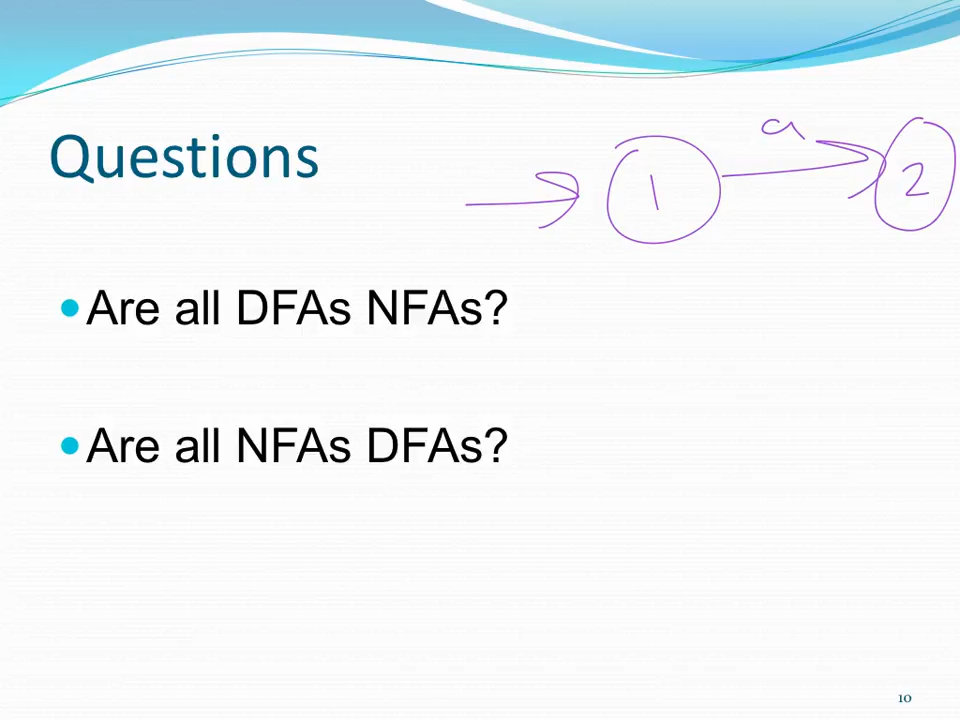 Questions
a
1
2
•Are all DFAs NFAs?
•Are all NFAs DFAs?
10